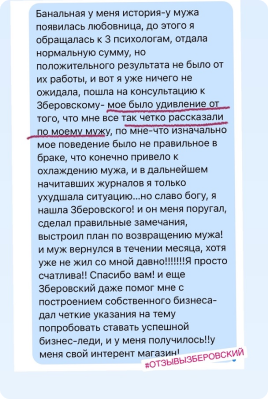 Банальная у меня история-у мужа
появилась любовница, до этого я
обращалась к 3 психологам, отдала
нормальную сумму, но
положительного результата не было от
их работы, и вот я уже ничего не
ожидала, пошла на консультацию к
Зберовскому- мое было удивление от
того, что мне все так четко рассказали
по моему мужу, по мне-что изначально
мое поведение было не правильное в
браке, что конечно привело к
охлаждению мужа, и в дальнейшем
начитавших журналов я только
ухудшала ситуацию...но славо богу, я
нашла Зберовского! и он меня поругал,
сделал правильные замечания,
выстроил план по возвращению мужа!
и муж вернулся в течении месяца, хотя
уже не жил со мной давно!!!!!!!Я просто
счатлива!! Спасибо вам! и еще
Зберовский даже помог мне с
построением собственного бизнеса-
дал четкие указания на тему
попробовать ставать успешной
бизнес-леди, и у меня получилось!!у
меня свой интерент магазин!
#ОТЗЫВЫЗБЕРОВСКИЙ